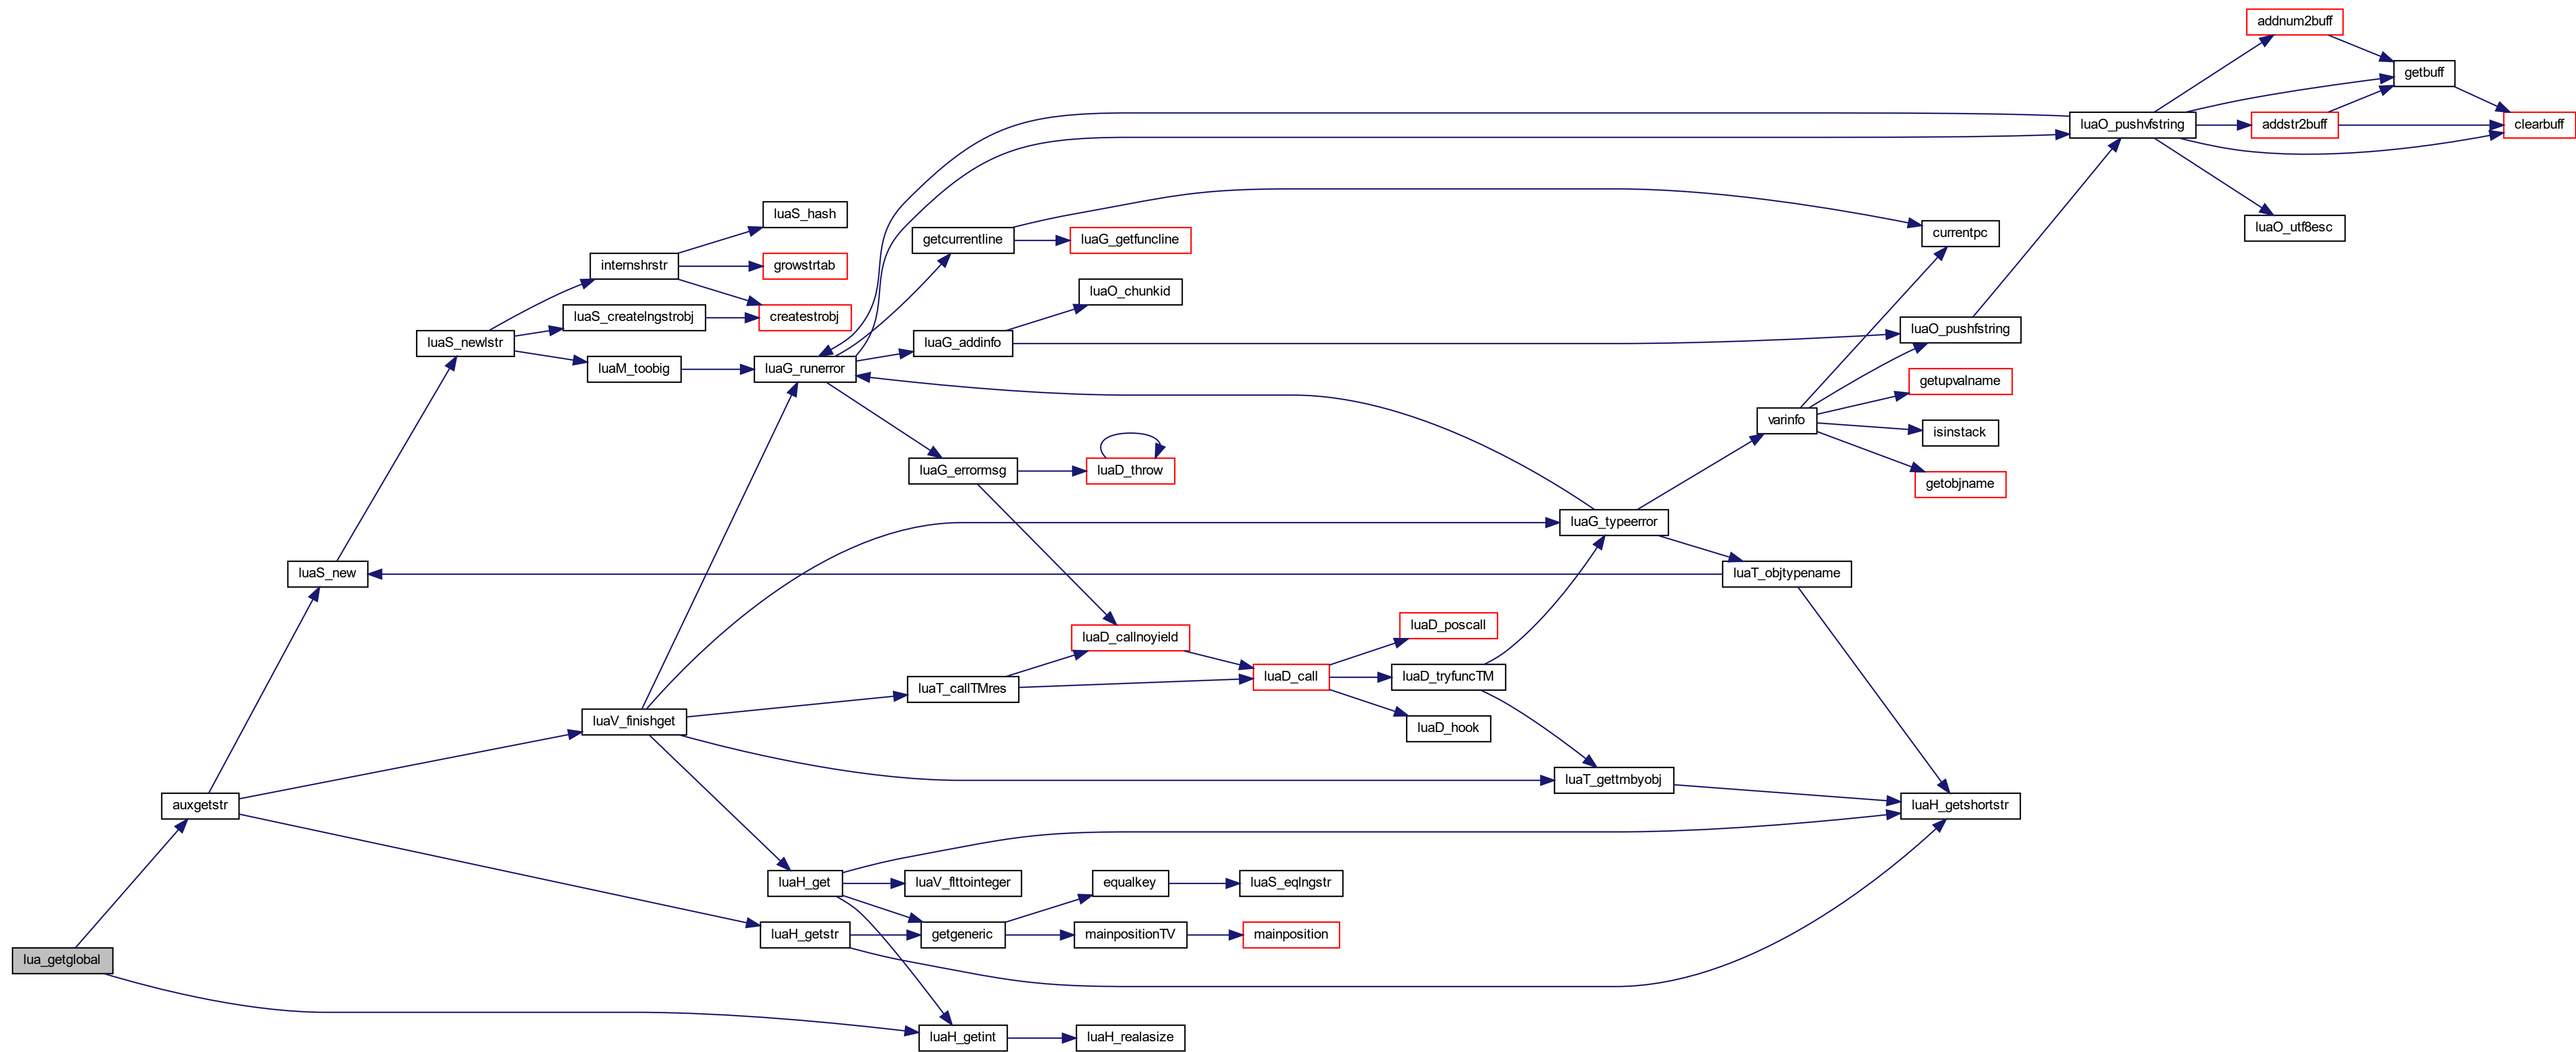 addnum2buff
getbuff
luaO_pushvfstring
addstr2buff
clearbuff
luaS_hash
luaO_utf8esc
currentpc
getcurrentline
luaG_getfuncline
internshrstr
growstrtab
luaO_chunkid
luaS_createlngstrobj
createstrobj
luaO_pushfstring
luaS_newlstr
luaG_addinfo
luaM_toobig
luaG_runerror
getupvalname
varinfo
isinstack
luaG_errormsg
luaD_throw
getobjname
luaG_typeerror
luaS_new
luaT_objtypename
luaD_poscall
luaD_callnoyield
luaD_call
luaD_tryfuncTM
luaT_callTMres
luaV_finishget
luaD_hook
luaT_gettmbyobj
auxgetstr
luaH_getshortstr
luaH_get
luaV_flttointeger
equalkey
luaS_eqlngstr
luaH_getstr
getgeneric
mainpositionTV
mainposition
lua_getglobal
luaH_getint
luaH_realasize